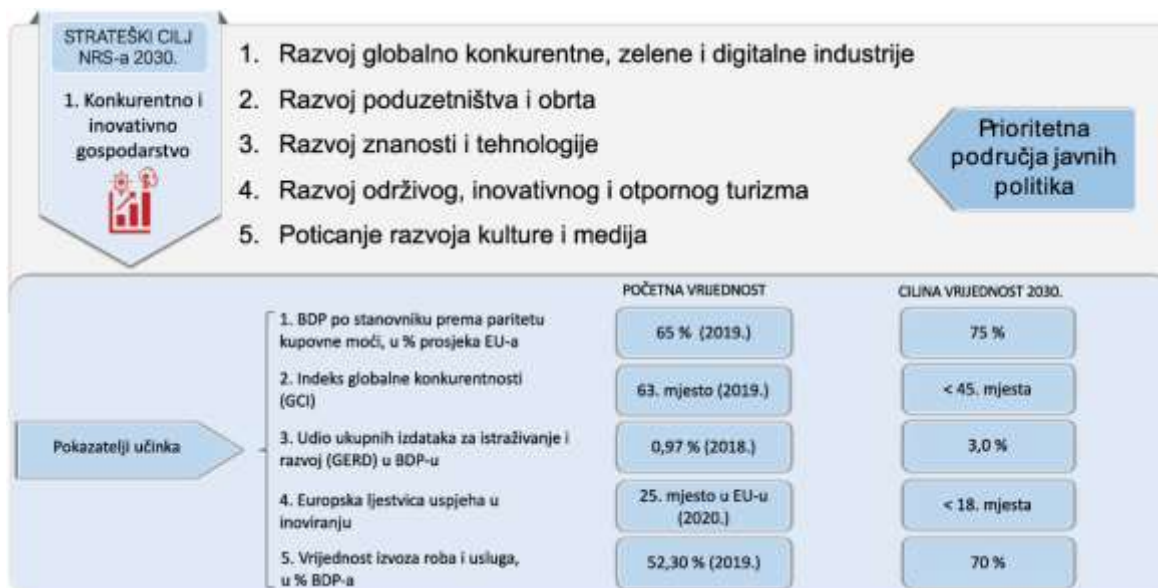 STRATEŠKI CILJ
NRS-a 2030.
1. Konkurentno i
inovativno
gospodarstvo
1. Razvoj globalno konkurentne, zelene i digitalne industrije
2. Razvoj poduzetništva i obrta
3. Razvoj znanosti i tehnologije
4. Razvoj održivog, inovativnog i otpornog turizma
5. Poticanje razvoja kulture i medija
Prioritetna
područja javnih
politika
POČETNA VRIJEDNOST
CILJNA VRIJEDNOST 2030.
Pokazatelji učinka
1. BDP po stanovniku prema paritetu
kupovne moći, u % prosjeka EU-a
65 % (2019.)
75 %
2. Indeks globalne konkurentnosti
(GCI)
63. mjesto (2019.)
< 45. mjesta
3. Udio ukupnih izdataka za istraživanje i
razvoj (GERD) u BDP-u
0,97 % (2018.)
3,0 %
4. Europska ljestvica uspjeha u
inoviranju
25. mjesto u EU-u
(2020.)
< 18. mjesta
5. Vrijednost izvoza roba i usluga,
u % BDP-a
52,30 % (2019.)
70 %